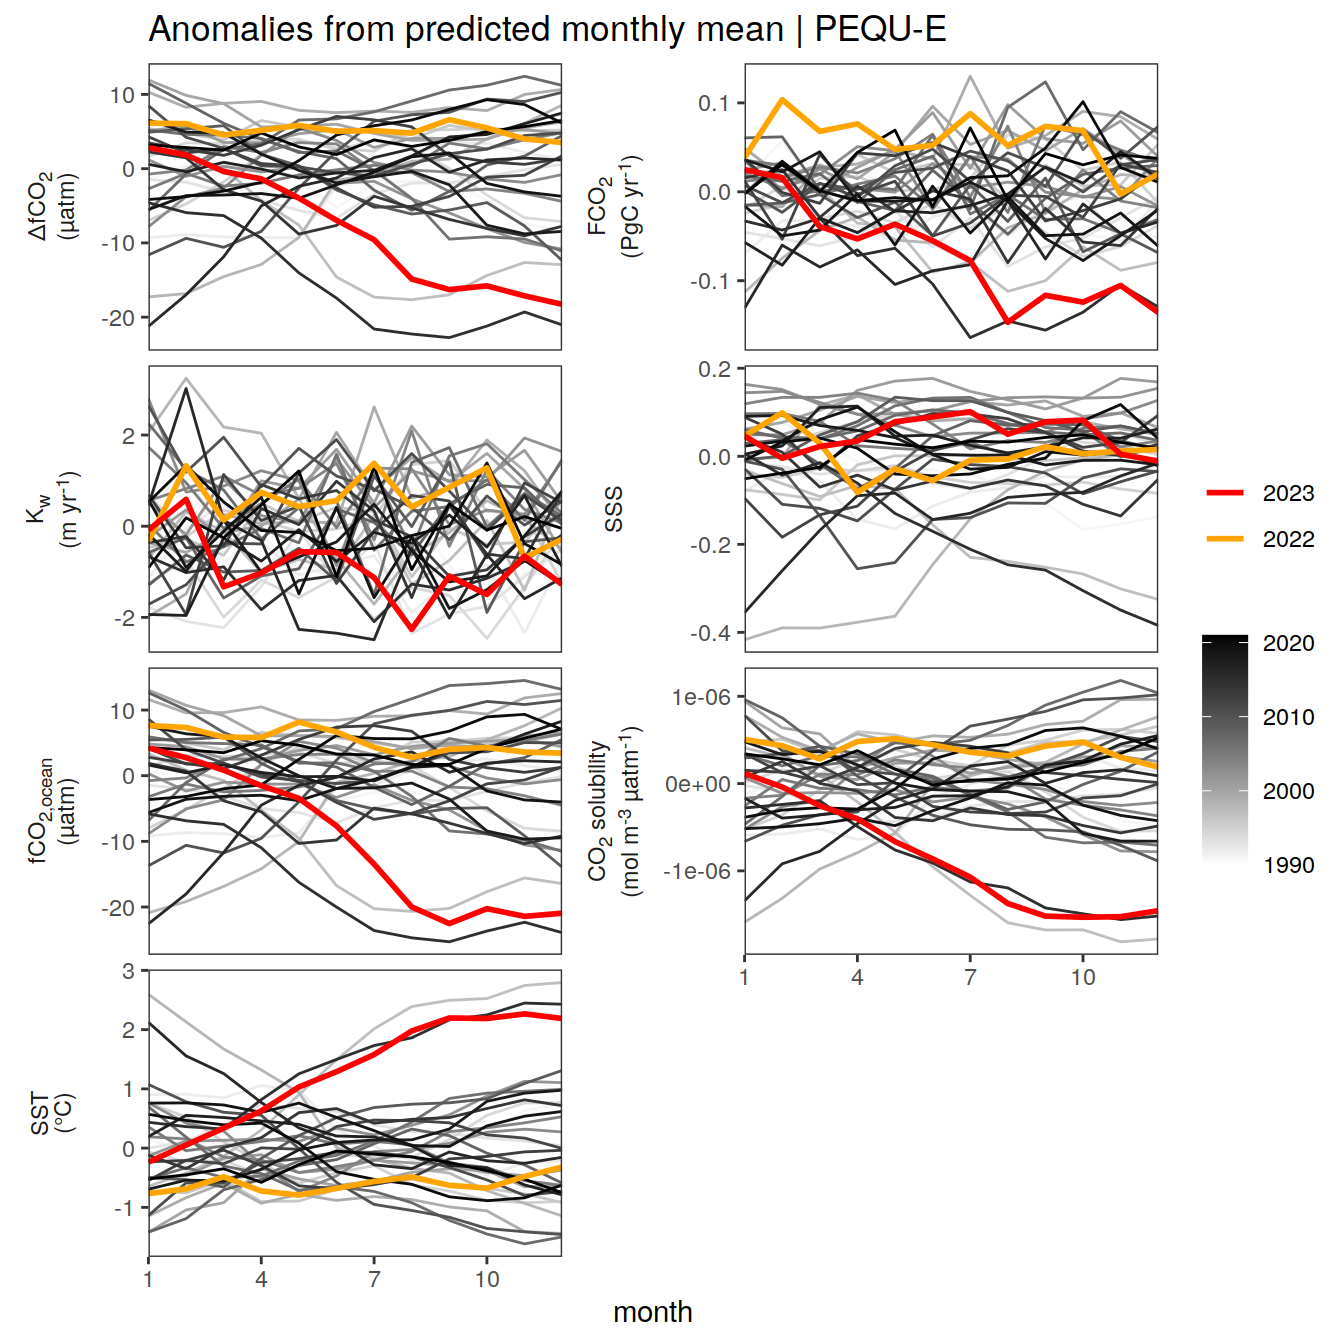 Anomalies from predicted monthly mean | PEQU-E
ΔfCO2
(µatm)
10
0
-10
-20
FCO2
(PgC yr-1)
0.1
0.0
-0.1
Kw
(m yr-1)
2
0
-2
SSS
0.2
0.0
-0.2
-0.4
fCO2,ocean
(µatm)
10
0
-10
-20
CO2 solubility
(mol m-3 µatm-1)
1e-06
0e+00
-1e-06
1
4
7
10
SST
(°C)
3
2
1
0
-1
1
4
7
10
month
2023
2022
2020
2010
2000
1990